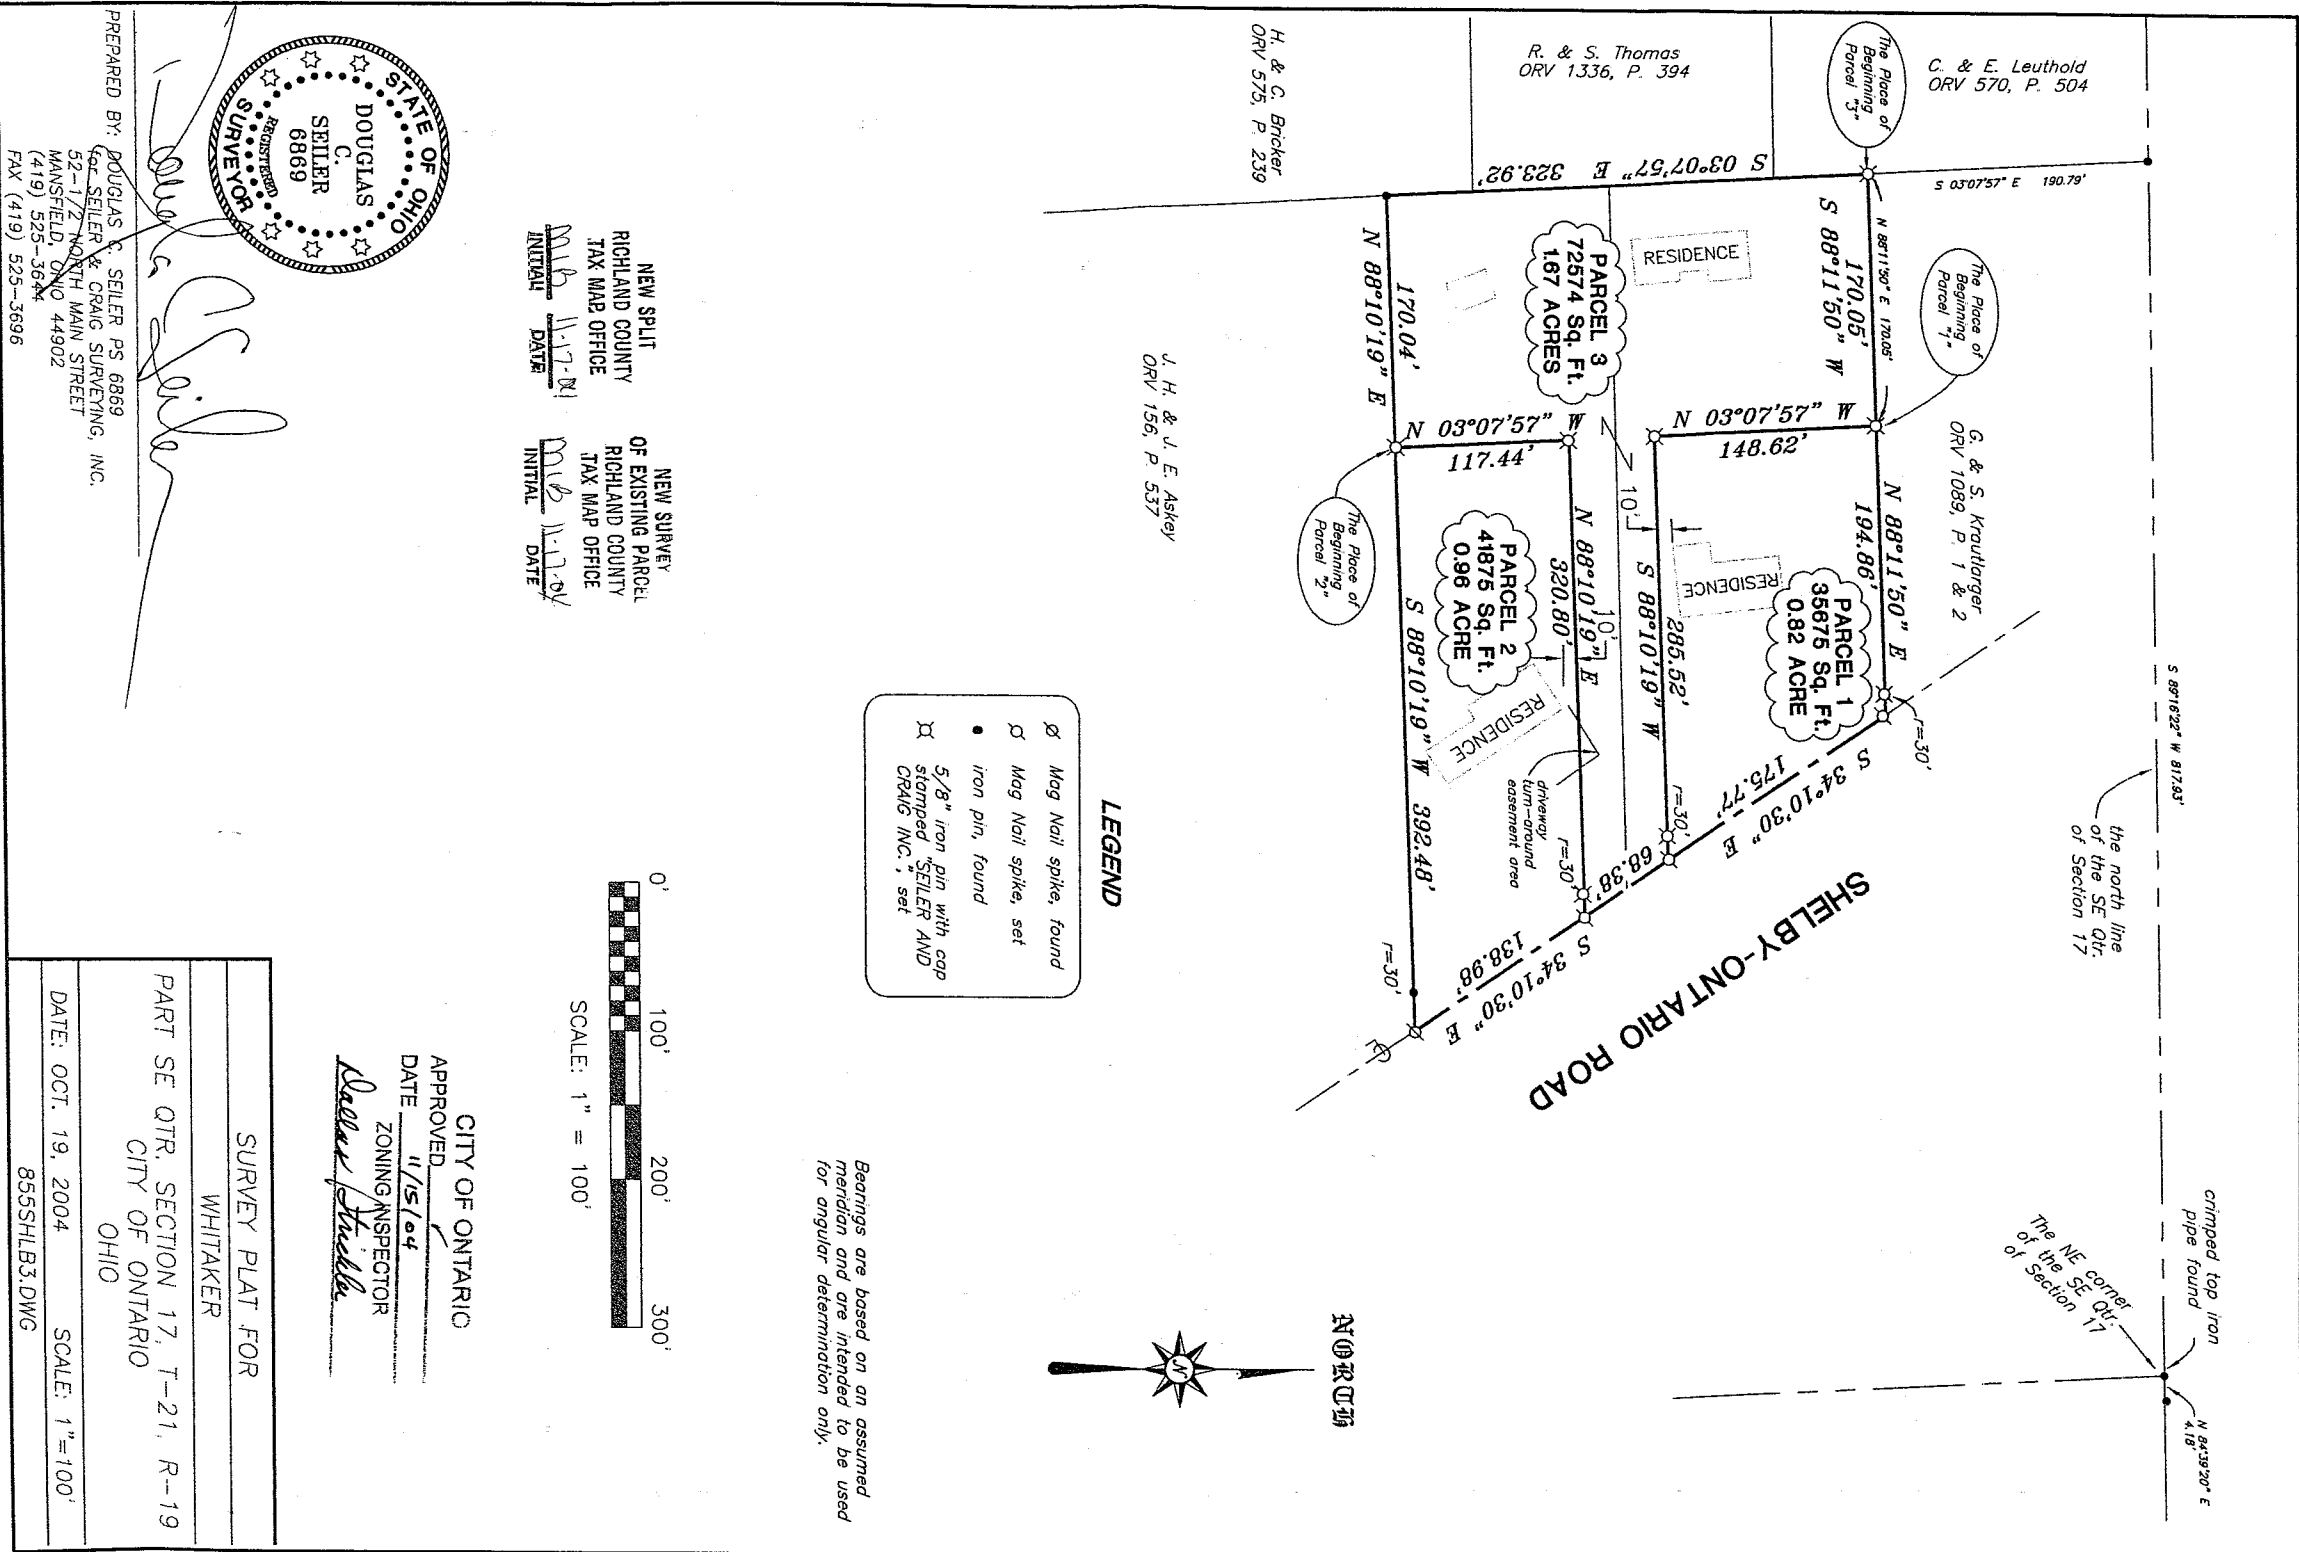 C. & E. Leuthold
ORV 570, P. 504
R. & S. Thomas
ORV 1336, P. 394
H. & C. Bricker
ORV 575, P. 239
J. H. & J. E. Askey
ORV 156, P. 537
G. & S. Krautlarger
ORV 1089, P. 1 & 2
The Place of
Beginning
Parcel "3"
The Place of
Beginning
Parcel "1"
The Place of
Beginning
Parcel "2"
S 03°07'57" E 190.79'
S 03°07'57" E 323.92'
N 88°11'50" E 170.05'
170.05'
S 88°11'50" W
N 88°11'50" E
194.86'
N 03°07'57" W
148.62'
N 03°07'57" W
117.44'
170.04'
N 88°10'19" E
N 88°10'19" E
320.80'
285.52'
S 88°10'19" W
S 88°10'19" W 392.48'
10'
10'
PARCEL 3
72574 Sq. Ft.
1.67 ACRES
PARCEL 2
41875 Sq. Ft.
0.96 ACRE
PARCEL 1
35675 Sq. Ft.
0.82 ACRE
RESIDENCE
RESIDENCE
RESIDENCE
driveway
turn-around
easement area
r=30'
r=30'
r=30'
r=30'
S 34°10'30" E
175.77'
68.38'
S 34°10'30" E
138.98'
SHELBY-ONTARIO ROAD
S 89°16'22" W 817.93'
the north line
of the SE Qtr.
of Section 17
crimped top iron
pipe found
The NE corner
of the SE Qtr.
of Section 17
N 84°39'20" E
4.18'
NORTH
N
LEGEND
Mag Nail spike, found
Mag Nail spike, set
iron pin, found
5/8" iron pin with cap
stamped "SEILER AND
CRAIG INC.", set
Bearings are based on an assumed
meridian and are intended to be used
for angular determination only.
0' 100' 200' 300'
SCALE: 1" = 100'
NEW SPLIT
RICHLAND COUNTY
TAX MAP OFFICE
MB
INITIAL DATE
NEW SURVEY
OF EXISTING PARCEL
RICHLAND COUNTY
TAX MAP OFFICE
MB 11-17-04
INITIAL DATE
CITY OF ONTARIO
APPROVED
DATE 11/15/04
ZONING INSPECTOR
STATE OF OHIO
DOUGLAS
C.
SEILER
6869
REGISTERED
SURVEYOR
PREPARED BY: DOUGLAS C. SEILER PS 6869
for SEILER & CRAIG SURVEYING, INC.
52-1/2 NORTH MAIN STREET
MANSFIELD, OHIO 44902
(419) 525-3644
FAX (419) 525-3696
SURVEY PLAT FOR
WHITAKER
PART SE QTR. SECTION 17, T-21, R-19
CITY OF ONTARIO
OHIO
DATE: OCT. 19, 2004 SCALE: 1"=100'
855SHLB3.DWG